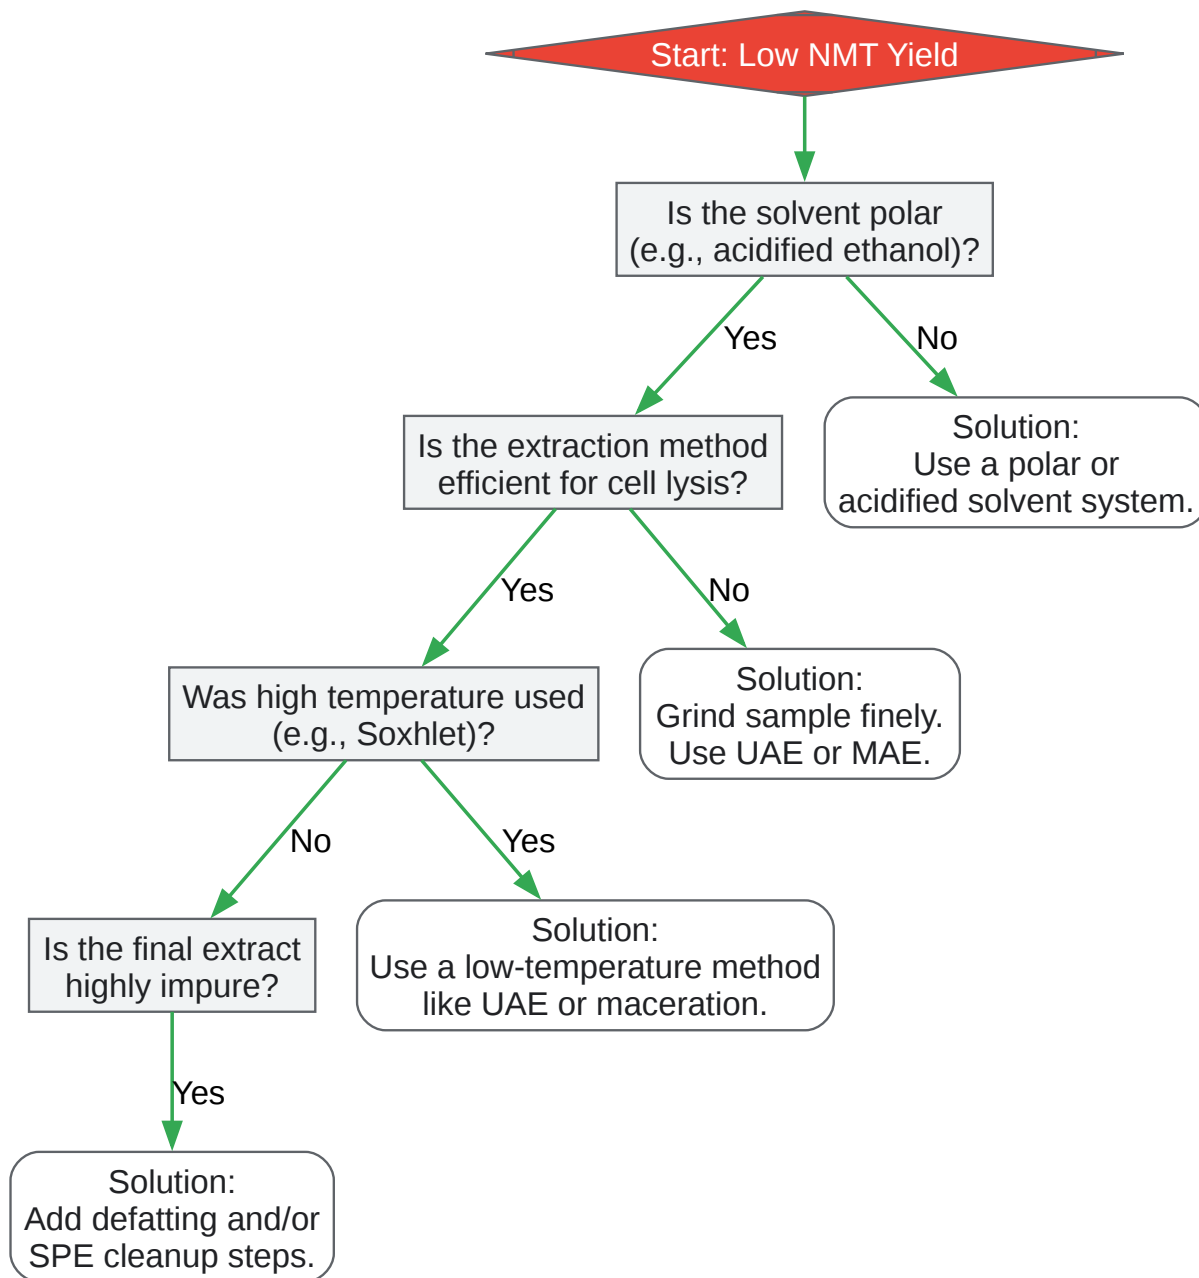 Start: Low NMT Yield
Is the solvent polar
(e.g., acidified ethanol)?
Yes
No
Is the extraction method
efficient for cell lysis?
Solution:
Use a polar or
acidified solvent system.
Yes
No
Was high temperature used
(e.g., Soxhlet)?
Solution:
Grind sample finely.
Use UAE or MAE.
No
Yes
Is the final extract
highly impure?
Solution:
Use a low-temperature method
like UAE or maceration.
Yes
Solution:
Add defatting and/or
SPE cleanup steps.